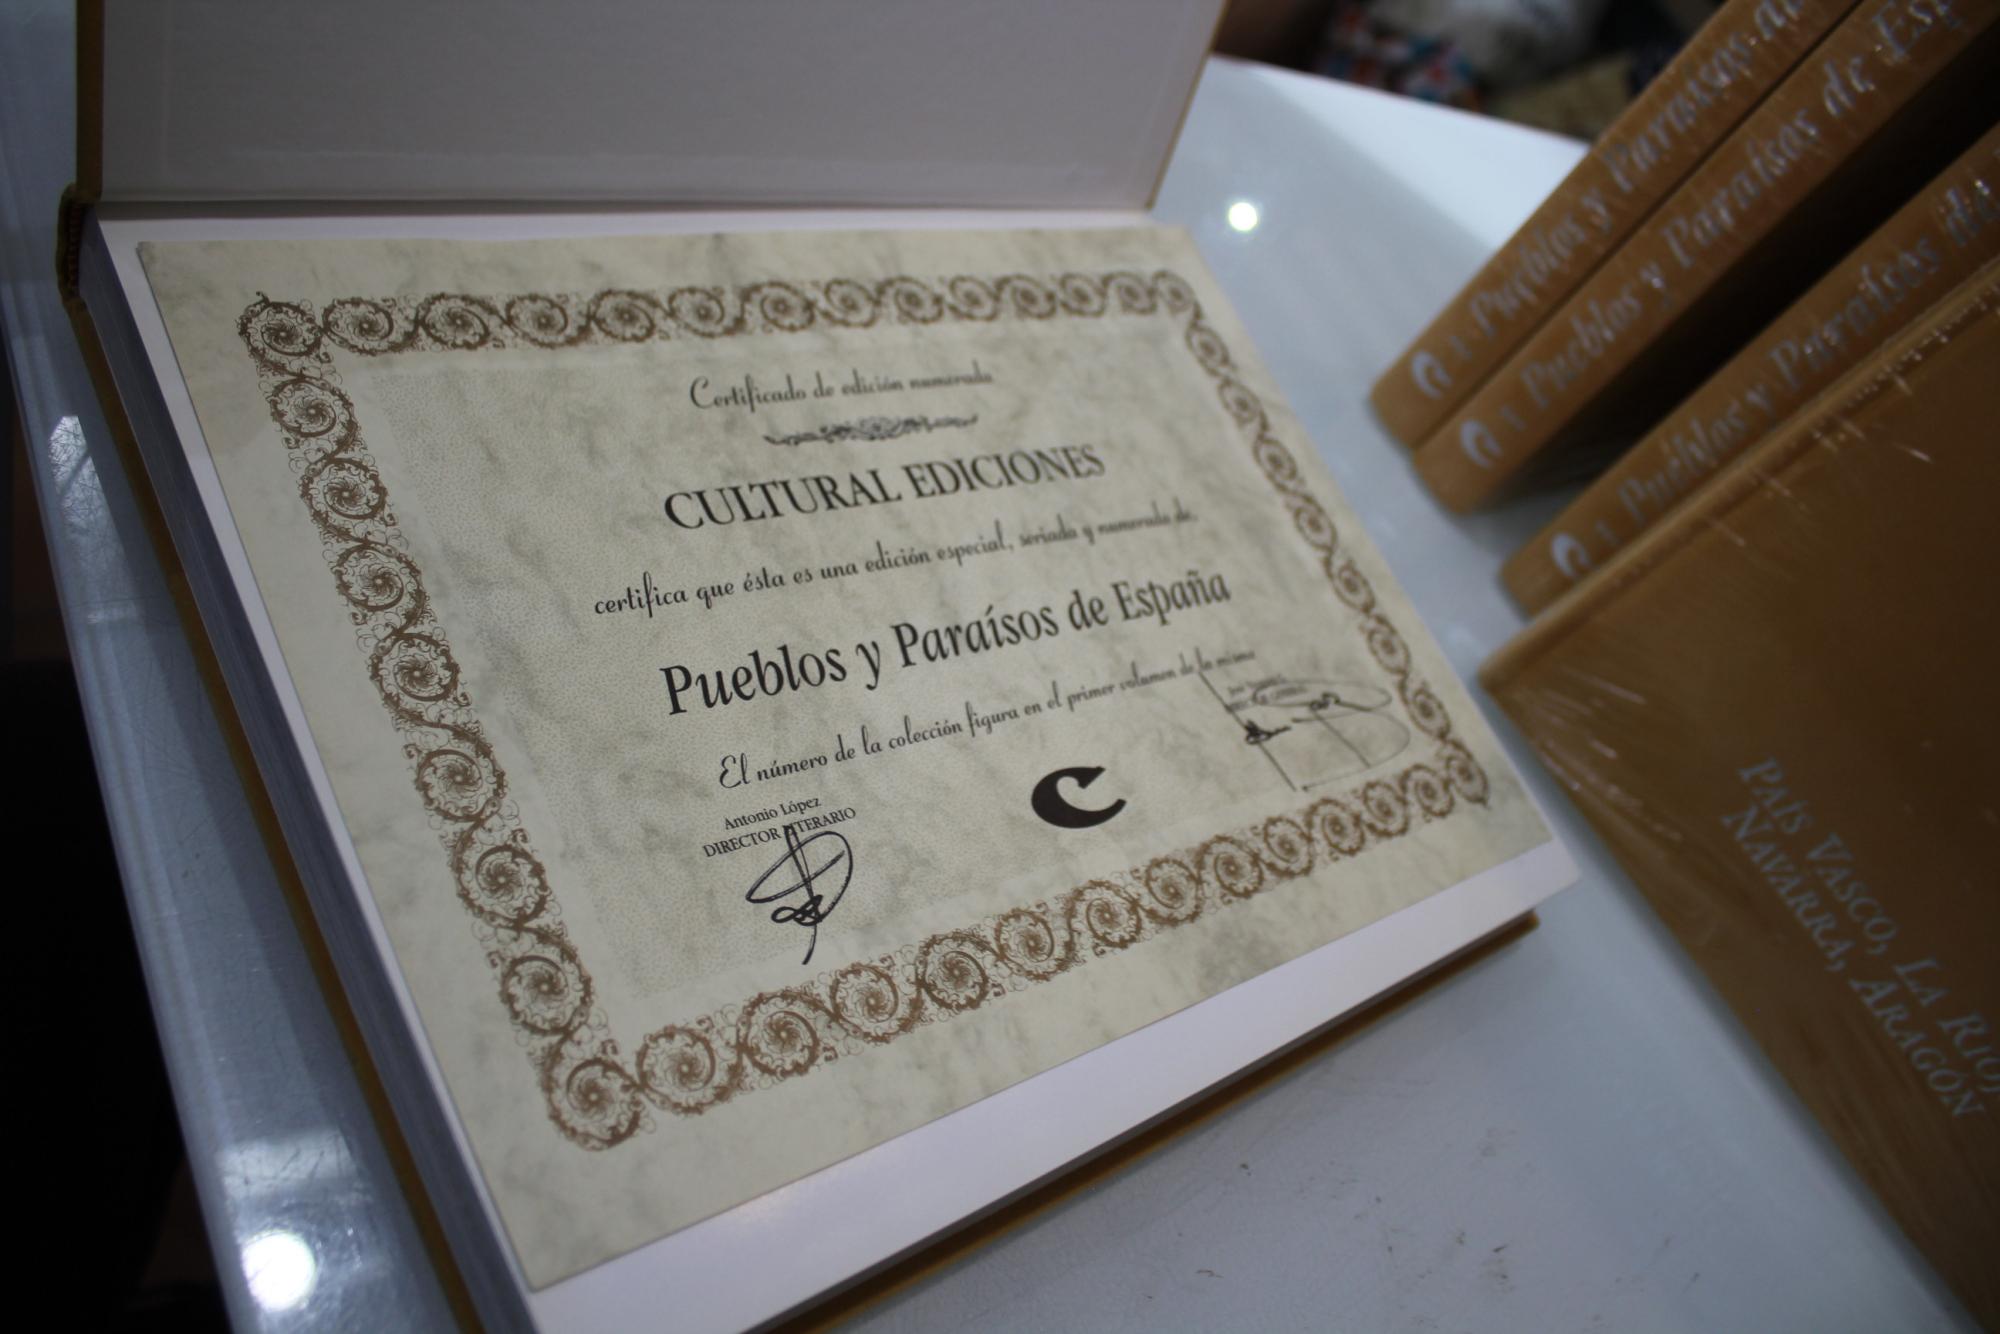 Certificado de edición numerada
CULTURAL EDICIONES
certifica que ésta es una edición especial, seriada y numerada de:
Pueblos y Paraísos de España
El número de la colección figura en el primer volumen de la misma
Antonio López
DIRECTOR LITERARIO
C
Pueblos y Paraísos de
Pueblos y Paraísos de Esp
Pueblos y Paraísos de
PAÍS VASCO, LA RIOJ
NAVARRA, ARAGÓN